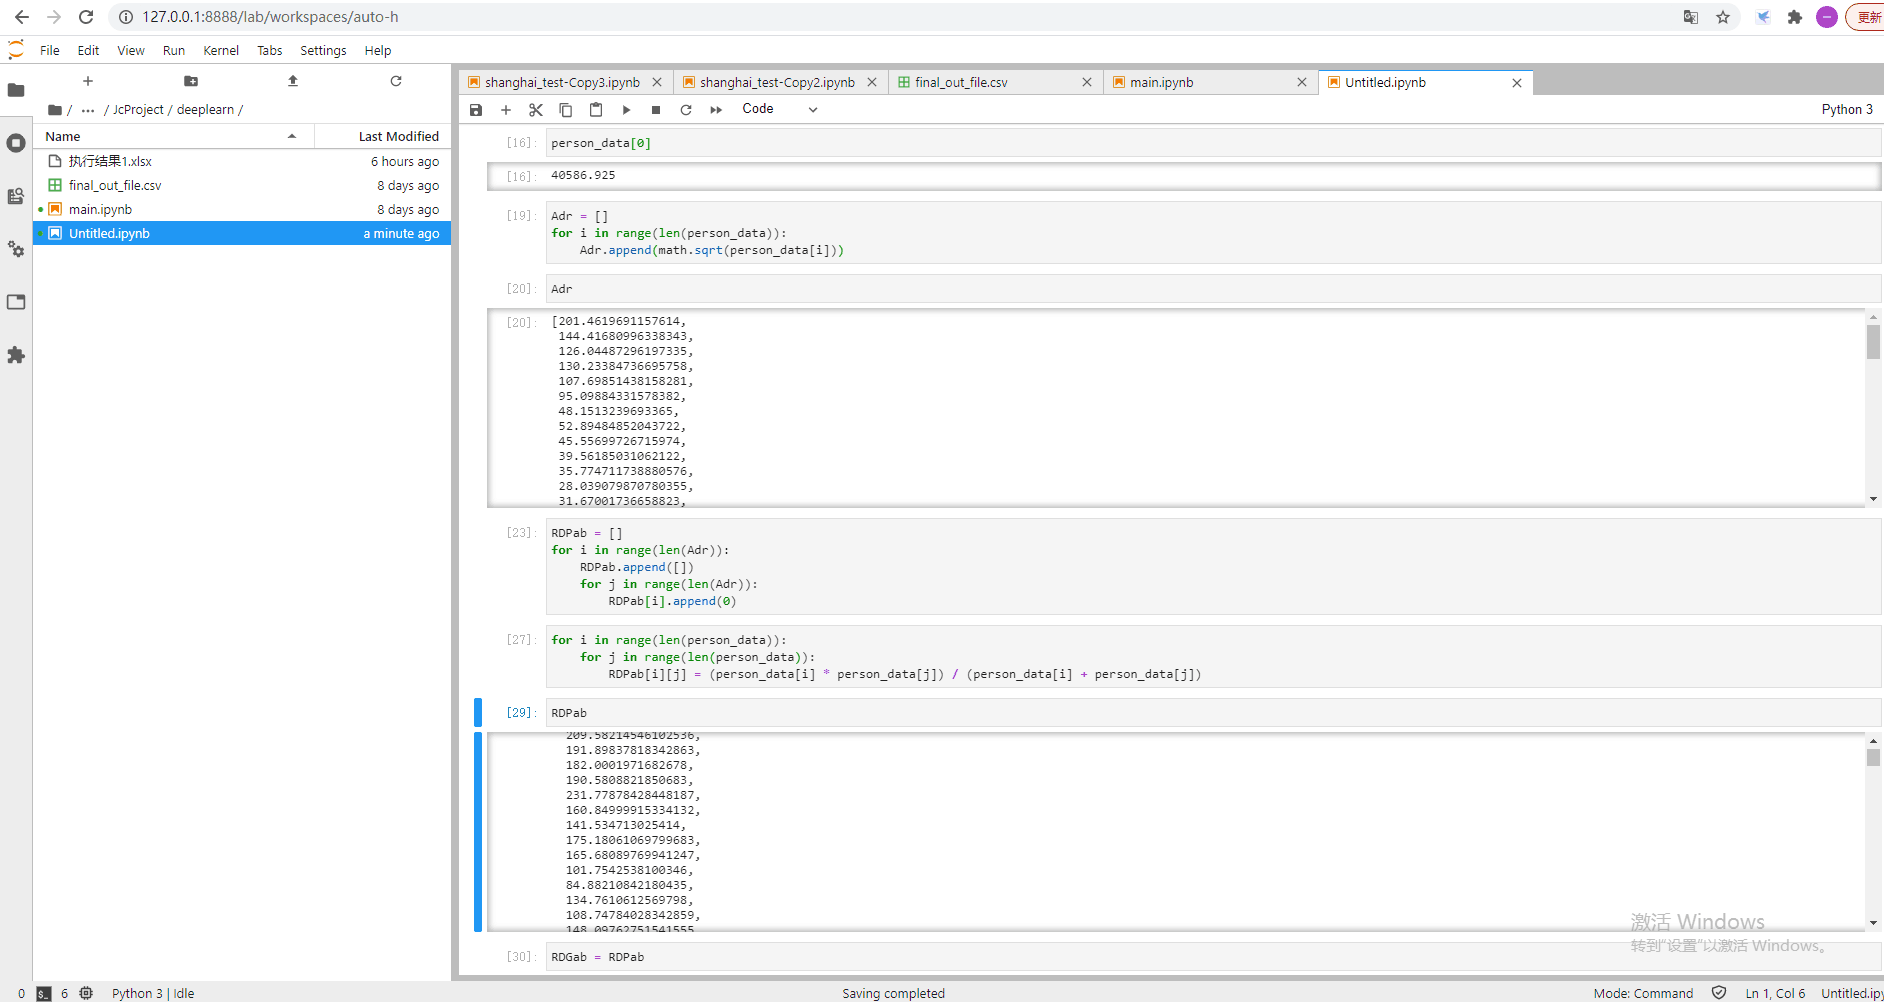 127.0.0.1:8888/lab/workspaces/auto-h
更新
File Edit View Run Kernel Tabs Settings Help
/ ··· / JcProject / deeplearn /
Name Last Modified
执行结果1.xlsx 6 hours ago
final_out_file.csv 8 days ago
main.ipynb 8 days ago
Untitled.ipynb a minute ago
shanghai_test-Copy3.ipynb shanghai_test-Copy2.ipynb final_out_file.csv main.ipynb Untitled.ipynb
Code Python 3
[16]: person_data[0]
[16]: 40586.925
[19]: Adr = []
for i in range(len(person_data)):
    Adr.append(math.sqrt(person_data[i]))
[20]: Adr
[20]: [201.4619691157614,
144.41680996338343,
126.04487296197335,
130.23384736695758,
107.69851438158281,
95.09884331578382,
48.1513239693365,
52.89484852043722,
45.55699726715974,
39.56185031062122,
35.774711738880576,
28.039079870780355,
31.67001736658823,
[23]: RDPab = []
for i in range(len(Adr)):
    RDPab.append([])
    for j in range(len(Adr)):
        RDPab[i].append(0)
[27]: for i in range(len(person_data)):
    for j in range(len(person_data)):
        RDPab[i][j] = (person_data[i] * person_data[j]) / (person_data[i] + person_data[j])
[29]: RDPab
209.58214546102536,
191.89837818342863,
182.0001971682678,
190.5808821850683,
231.77878428448187,
160.84999915334132,
141.534713025414,
175.18061069799683,
165.68089769941247,
101.7542538100346,
84.88210842180435,
134.7610612569798,
108.74784028342859,
148.09762751541555
[30]: RDGab = RDPab
激活 Windows
转到"设置"以激活 Windows。
0 $_ 6 Python 3 | Idle Saving completed Mode: Command Ln 1, Col 6 Untitled.ipy